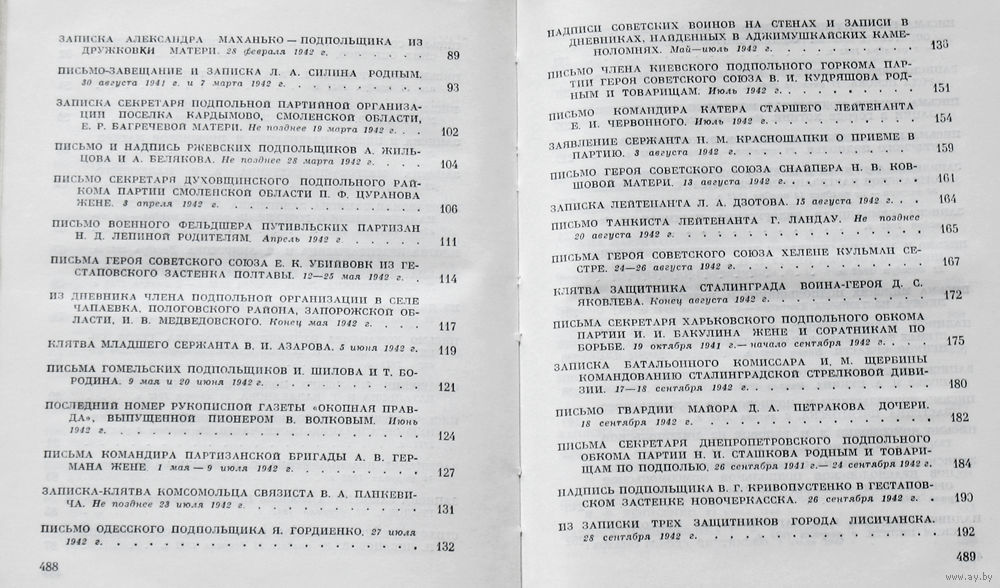 ЗАПИСКА АЛЕКСАНДРА МАХАНЬКО — ПОДПОЛЬЩИКА ИЗ
ДРУЖКОВКИ МАТЕРИ. 28 февраля 1942 г. . . . . . . . . 89
ПИСЬМО-ЗАВЕЩАНИЕ И ЗАПИСКА Л. А. СИЛИНА РОДНЫМ.
30 августа 1941 г. и 7 марта 1942 г. . . . . . . . . . 93
ЗАПИСКА СЕКРЕТАРЯ ПОДПОЛЬНОЙ ПАРТИЙНОЙ ОРГАНИЗА-
ЦИИ ПОСЕЛКА КАРДЫМОВО, СМОЛЕНСКОЙ ОБЛАСТИ,
Е. Р. БАГРЕЧЕВОЙ МАТЕРИ. Не позднее 19 марта 1942 г. . . . 102
ПИСЬМО И НАДПИСЬ РЖЕВСКИХ ПОДПОЛЬЩИКОВ А. ЖИЛЬ-
ЦОВА И А. БЕЛЯКОВА. Не позднее 28 марта 1942 г. . . . . . 104
ПИСЬМО СЕКРЕТАРЯ ДУХОВЩИНСКОГО ПОДПОЛЬНОГО РАЙ-
КОМА ПАРТИИ СМОЛЕНСКОЙ ОБЛАСТИ П. Ф. ЦУРАНОВА
ЖЕНЕ. 3 апреля 1942 г. . . . . . . . . . . . . . . 106
ПИСЬМО ВОЕННОГО ФЕЛЬДШЕРА ПУТИВЛЬСКИХ ПАРТИЗАН
Н. Д. ЛЕПИНОЙ РОДИТЕЛЯМ. Апрель 1942 г. . . . . . . . 111
ПИСЬМА ГЕРОЯ СОВЕТСКОГО СОЮЗА Е. К. УБИЙВОВК ИЗ ГЕ-
СТАПОВСКОГО ЗАСТЕНКА ПОЛТАВЫ. 12—25 мая 1942 г. . . . . 114
ИЗ ДНЕВНИКА ЧЛЕНА ПОДПОЛЬНОЙ ОРГАНИЗАЦИИ В СЕЛЕ
ЧАПАЕВКА, ПОЛОГОВСКОГО РАЙОНА, ЗАПОРОЖСКОЙ ОБ-
ЛАСТИ, И. В. МЕДВЕДОВСКОГО. Конец мая 1942 г. . . . . . 117
КЛЯТВА МЛАДШЕГО СЕРЖАНТА В. И. АЗАРОВА. 5 июня 1942 г. 119
ПИСЬМА ГОМЕЛЬСКИХ ПОДПОЛЬЩИКОВ И. ШИЛОВА И Т. БО-
РОДИНА. 9 мая и 20 июня 1942 г. . . . . . . . . . . 121
ПОСЛЕДНИЙ НОМЕР РУКОПИСНОЙ ГАЗЕТЫ «ОКОПНАЯ ПРАВ-
ДА», ВЫПУЩЕННОЙ ПИОНЕРОМ В. ВОЛКОВЫМ. Июнь
1942 г. . . . . . . . . . . . . . . . . . . . 124
ПИСЬМА КОМАНДИРА ПАРТИЗАНСКОЙ БРИГАДЫ А. В. ГЕР-
МАНА ЖЕНЕ. 1 мая — 9 июля 1942 г. . . . . . . . . . 127
ЗАПИСКА-КЛЯТВА КОМСОМОЛЬЦА СВЯЗИСТА В. А. ПАНКЕВИ-
ЧА. Не позднее 23 июля 1942 г. . . . . . . . . . . . 131
ПИСЬМО ОДЕССКОГО ПОДПОЛЬЩИКА Я. ГОРДИЕНКО. 27 июля
1942 г. . . . . . . . . . . . . . . . . . . . 132
488
НАДПИСИ СОВЕТСКИХ ВОИНОВ НА СТЕНАХ И ЗАПИСИ В
ДНЕВНИКАХ, НАЙДЕННЫХ В АДЖИМУШКАЙСКИХ КАМЕ-
НОЛОМНЯХ. Май—июль 1942 г. . . . . . . . . . . . 136
ПИСЬМО ЧЛЕНА КИЕВСКОГО ПОДПОЛЬНОГО ГОРКОМА ПАР-
ТИИ ГЕРОЯ СОВЕТСКОГО СОЮЗА В. И. КУДРЯШОВА РОД-
НЫМ И ТОВАРИЩАМ. Июль 1942 г. . . . . . . . . . . 151
ПИСЬМО КОМАНДИРА КАТЕРА СТАРШЕГО ЛЕЙТЕНАНТА
Е. И. ЧЕРВОННОГО. Июль 1942 г. . . . . . . . . . . 154
ЗАЯВЛЕНИЕ СЕРЖАНТА Н. М. КРАСНОШАПКИ О ПРИЕМЕ В
ПАРТИЮ. 3 августа 1942 г. . . . . . . . . . . . . 159
ПИСЬМО ГЕРОЯ СОВЕТСКОГО СОЮЗА СНАЙПЕРА Н. В. КОВ-
ШОВОЙ МАТЕРИ. 13 августа 1942 г. . . . . . . . . . 161
ЗАПИСКА ЛЕЙТЕНАНТА Л. А. ДЗОТОВА. 15 августа 1942 г. . . 164
ПИСЬМО ТАНКИСТА ЛЕЙТЕНАНТА Г. ЛАНДАУ. Не позднее
20 августа 1942 г. . . . . . . . . . . . . . . . 165
ПИСЬМА ГЕРОЯ СОВЕТСКОГО СОЮЗА ХЕЛЕНЕ КУЛЬМАН СЕ-
СТРЕ. 24—26 августа 1942 г. . . . . . . . . . . . . 167
КЛЯТВА ЗАЩИТНИКА СТАЛИНГРАДА ВОИНА-ГЕРОЯ Д. С.
ЯКОВЛЕВА. Конец августа 1942 г. . . . . . . . . . . 172
ПИСЬМА СЕКРЕТАРЯ ХАРЬКОВСКОГО ПОДПОЛЬНОГО ОБКОМА
ПАРТИИ И. И. БАКУЛИНА ЖЕНЕ И СОРАТНИКАМ ПО
БОРЬБЕ. 19 октября 1941 г.— начало сентября 1942 г. . . . 175
ЗАПИСКА БАТАЛЬОННОГО КОМИССАРА И. М. ЩЕРБИНЫ
КОМАНДОВАНИЮ СТАЛИНГРАДСКОЙ СТРЕЛКОВОЙ ДИВИ-
ЗИИ. 17—18 сентября 1942 г. . . . . . . . . . . . . 180
ПИСЬМО ГВАРДИИ МАЙОРА Д. А. ПЕТРАКОВА ДОЧЕРИ.
18 сентября 1942 г. . . . . . . . . . . . . . . . 182
ПИСЬМА СЕКРЕТАРЯ ДНЕПРОПЕТРОВСКОГО ПОДПОЛЬНОГО
ОБКОМА ПАРТИИ Н. И. СТАШКОВА РОДНЫМ И ТОВАРИ-
ЩАМ ПО ПОДПОЛЬЮ. 26 сентября 1941 г.— 24 сентября 1942 г. . 184
НАДПИСЬ ПОДПОЛЬЩИКА В. Г. КРИВОПУСТЕНКО В ГЕСТАПОВ-
СКОМ ЗАСТЕНКЕ НОВОЧЕРКАССКА. 26 сентября 1942 г. . . 190
ИЗ ЗАПИСКИ ТРЕХ ЗАЩИТНИКОВ ГОРОДА ЛИСИЧАНСКА.
28 сентября 1942 г. . . . . . . . . . . . . . . . 192
489
www.ay.by